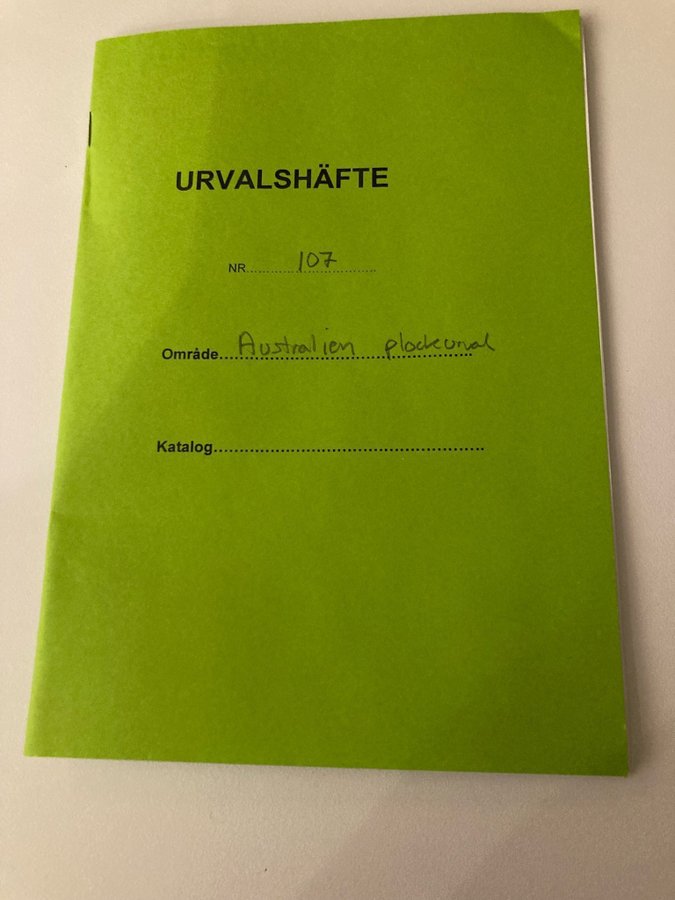 URVALSHÄFTE
NR 107
Område Australien plockurval
Katalog